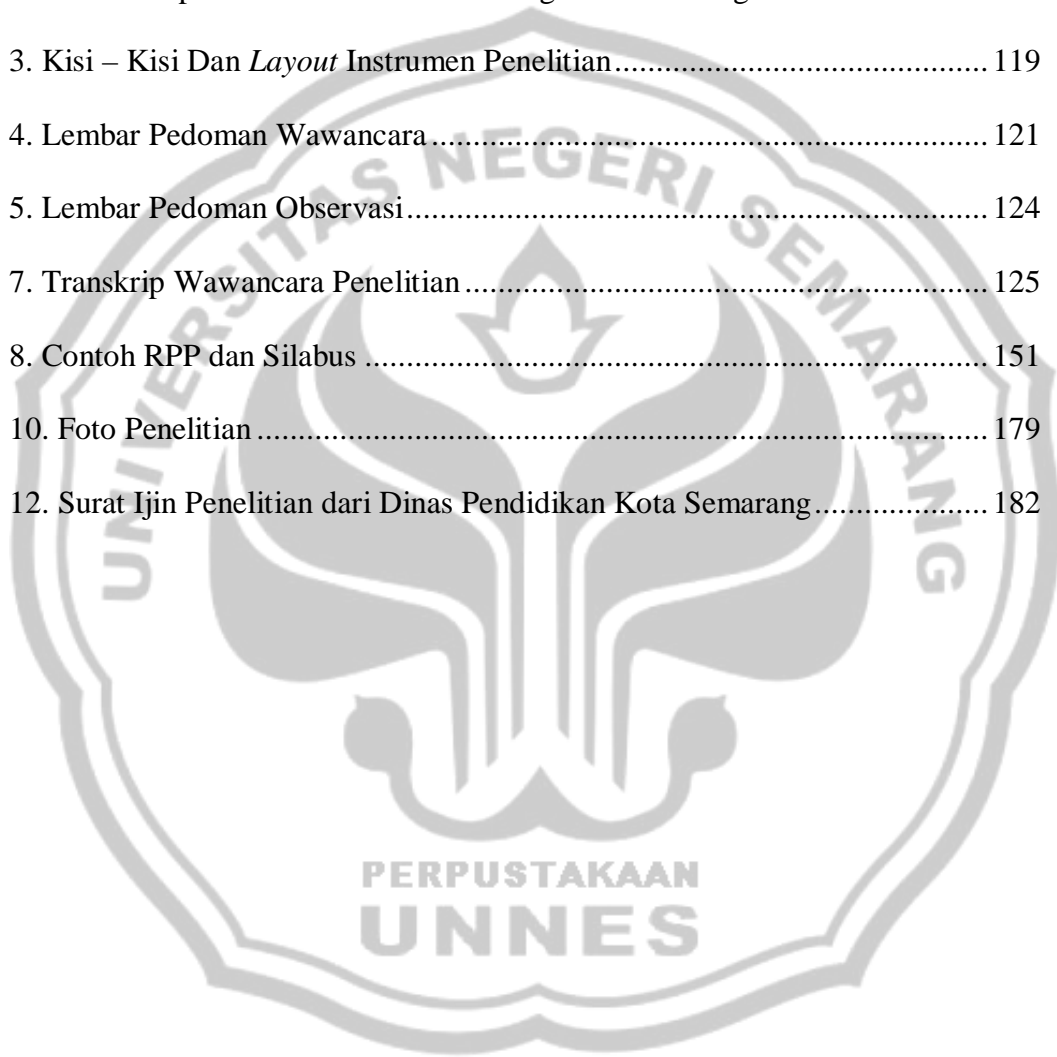 3. Kisi – Kisi Dan Layout Instrumen Penelitian.......................................... 119
4. Lembar Pedoman Wawancara.............................................................. 121
5. Lembar Pedoman Observasi................................................................. 124
7. Transkrip Wawancara Penelitian.......................................................... 125
8. Contoh RPP dan Silabus...................................................................... 151
10. Foto Penelitian.................................................................................. 179
12. Surat Ijin Penelitian dari Dinas Pendidikan Kota Semarang.................... 182
UNIVERSITAS NEGERI SEMARANG
PERPUSTAKAAN
UNNES